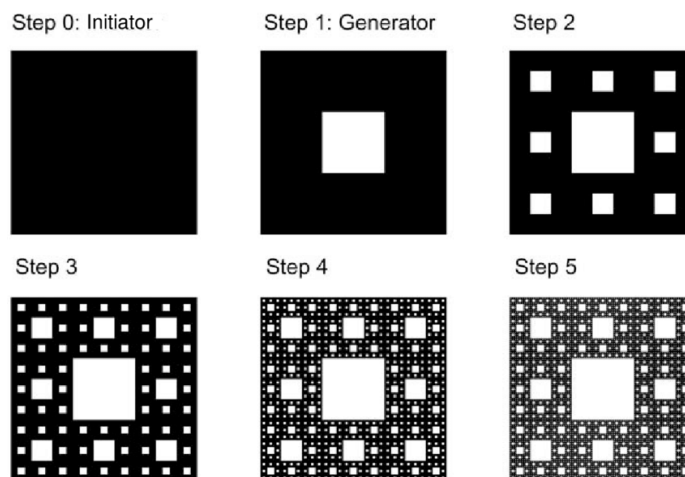 Step 0: Initiator
Step 1: Generator
Step 2
Step 3
Step 4
Step 5